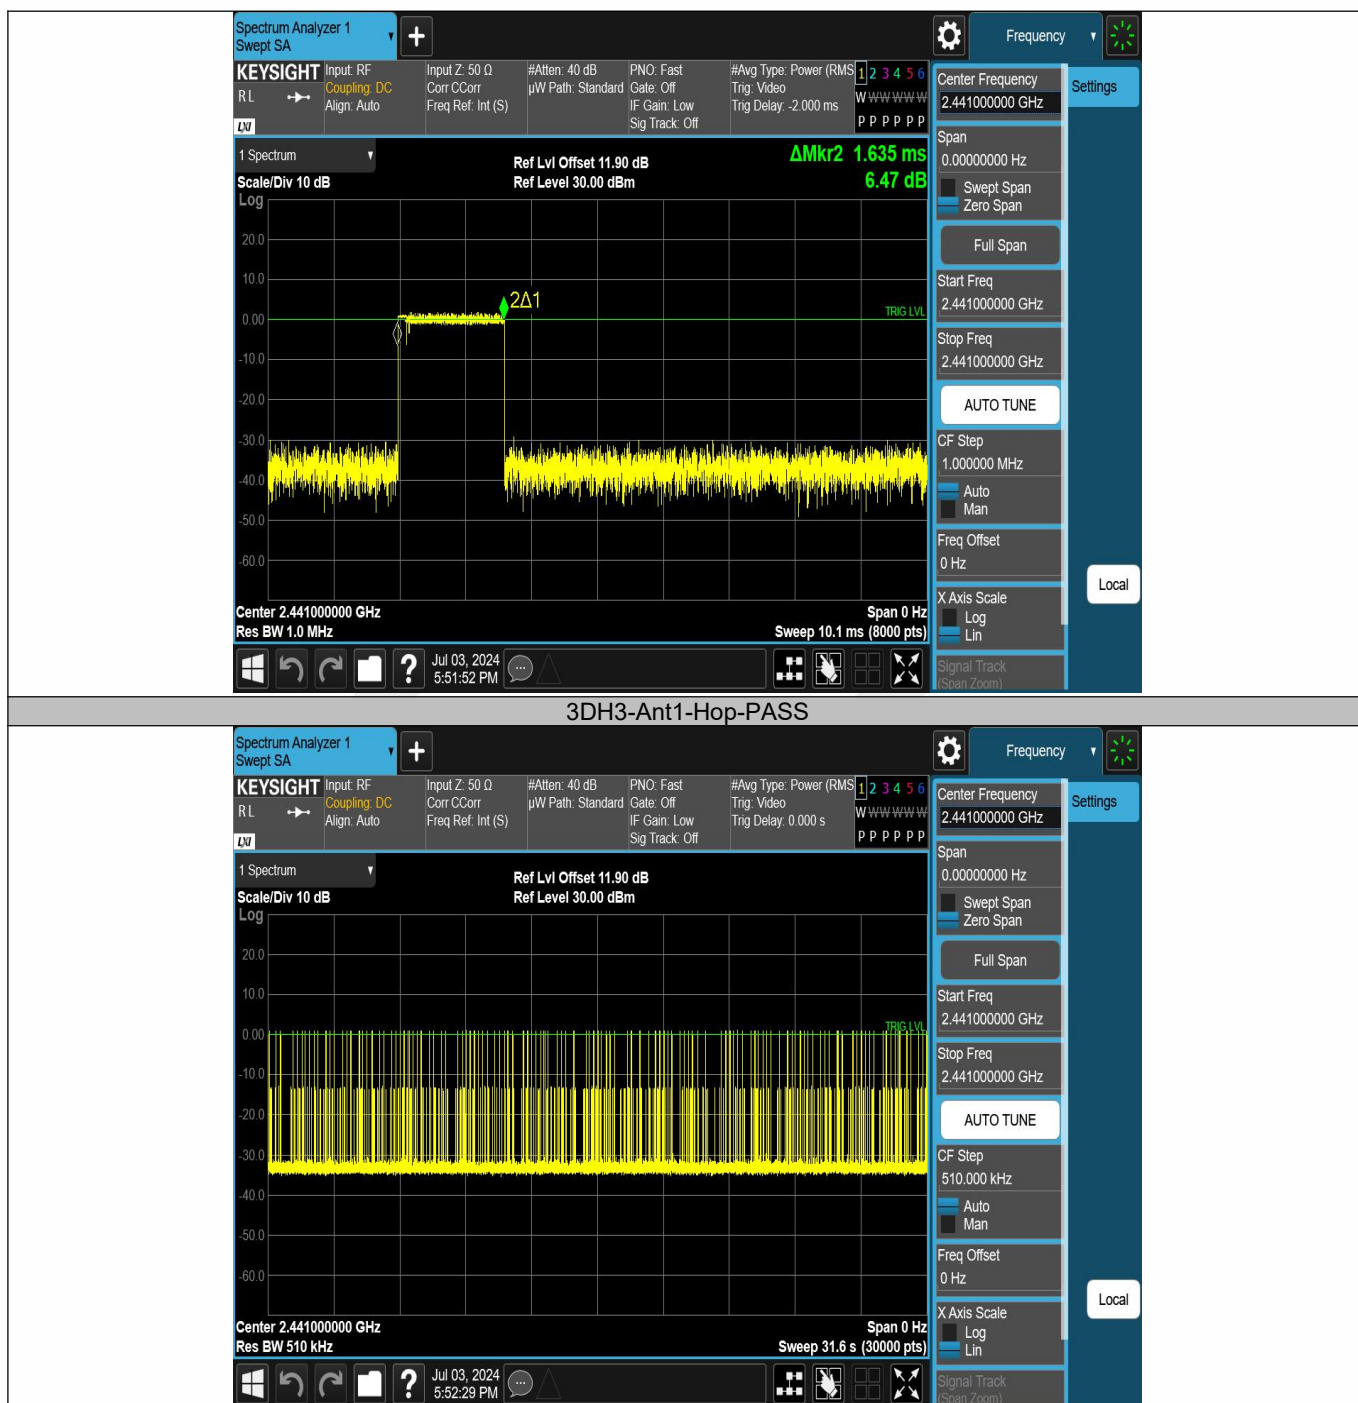 Spectrum Analyzer 1
Swept SA
Frequency
KEYSIGHT
R L
LXI
Input: RF
Coupling: DC
Align: Auto
Input Z: 50 Ω
Corr CCorr
Freq Ref: Int (S)
#Atten: 40 dB
µW Path: Standard
PNO: Fast
Gate: Off
IF Gain: Low
Sig Track: Off
#Avg Type: Power (RMS
Trig: Video
Trig Delay: -2.000 ms
1 2 3 4 5 6
W W W W W W
P P P P P P
1 Spectrum
Scale/Div 10 dB
Log
Ref Lvl Offset 11.90 dB
Ref Level 30.00 dBm
ΔMkr2 1.635 ms
6.47 dB
20.0
10.0
0.00
-10.0
-20.0
-30.0
-40.0
-50.0
-60.0
2Δ1
TRIG LVL
Center 2.441000000 GHz
Res BW 1.0 MHz
Span 0 Hz
Sweep 10.1 ms (8000 pts)
Jul 03, 2024
5:51:52 PM
Center Frequency
2.441000000 GHz
Settings
Span
0.00000000 Hz
Swept Span
Zero Span
Full Span
Start Freq
2.441000000 GHz
Stop Freq
2.441000000 GHz
AUTO TUNE
CF Step
1.000000 MHz
Auto
Man
Freq Offset
0 Hz
X Axis Scale
Log
Lin
Signal Track
(Span Zoom)
Local
3DH3-Ant1-Hop-PASS
Spectrum Analyzer 1
Swept SA
Frequency
KEYSIGHT
R L
LXI
Input: RF
Coupling: DC
Align: Auto
Input Z: 50 Ω
Corr CCorr
Freq Ref: Int (S)
#Atten: 40 dB
µW Path: Standard
PNO: Fast
Gate: Off
IF Gain: Low
Sig Track: Off
#Avg Type: Power (RMS
Trig: Video
Trig Delay: 0.000 s
1 2 3 4 5 6
W W W W W W
P P P P P P
1 Spectrum
Scale/Div 10 dB
Log
Ref Lvl Offset 11.90 dB
Ref Level 30.00 dBm
20.0
10.0
0.00
-10.0
-20.0
-30.0
-40.0
-50.0
-60.0
TRIG LVL
Center 2.441000000 GHz
Res BW 510 kHz
Span 0 Hz
Sweep 31.6 s (30000 pts)
Jul 03, 2024
5:52:29 PM
Center Frequency
2.441000000 GHz
Settings
Span
0.00000000 Hz
Swept Span
Zero Span
Full Span
Start Freq
2.441000000 GHz
Stop Freq
2.441000000 GHz
AUTO TUNE
CF Step
510.000 kHz
Auto
Man
Freq Offset
0 Hz
X Axis Scale
Log
Lin
Signal Track
(Span Zoom)
Local